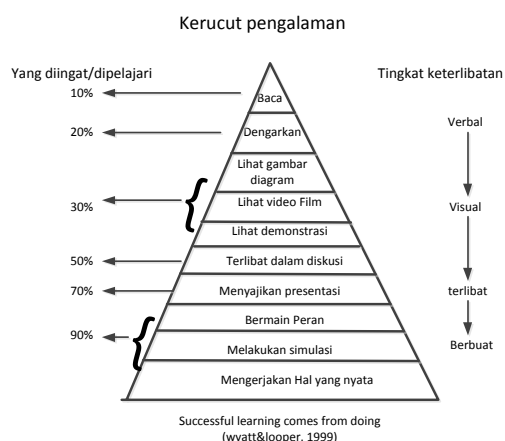 Kerucut pengalaman
Yang diingat/dipelajari
Tingkat keterlibatan
10%
Baca
Verbal
20%
Dengarkan
Lihat gambar
diagram
30%
Lihat video Film
Visual
Lihat demonstrasi
50%
Terlibat dalam diskusi
70%
Menyajikan presentasi
terlibat
Bermain Peran
90%
Melakukan simulasi
Berbuat
Mengerjakan Hal yang nyata
Successful learning comes from doing
(wyatt&looper, 1999)